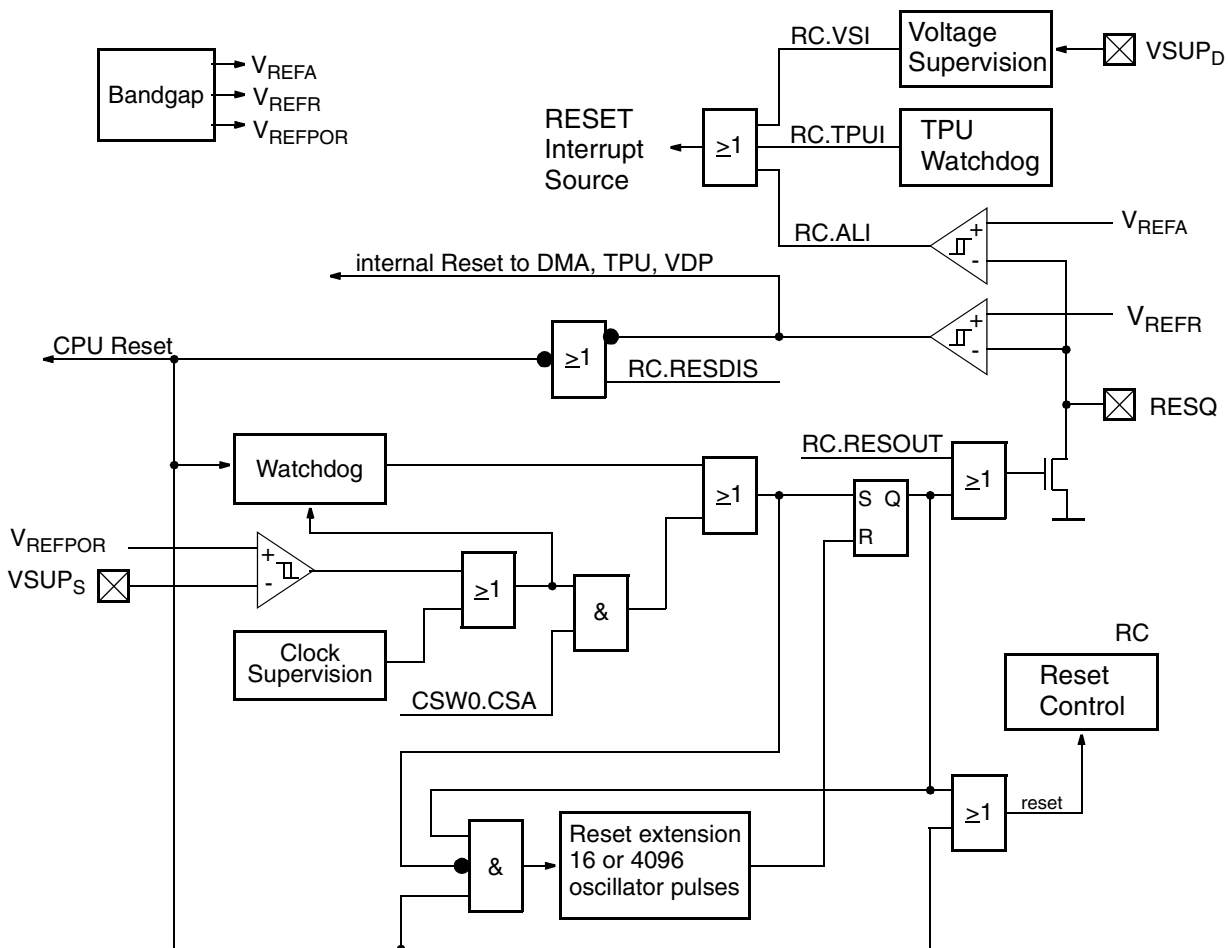 Bandgap
VREFA
VREFR
VREFPOR
RC.VSI
Voltage
Supervision
VSUPD
RESET
Interrupt
Source
≥1
RC.TPUI
TPU
Watchdog
RC.ALI
+
-
VREFA
internal Reset to DMA, TPU, VDP
+
-
VREFR
CPU Reset
≥1
RC.RESDIS
RESQ
Watchdog
≥1
RC.RESOUT
≥1
S Q
R
VREFPOR
VSUPS
+
-
≥1
&
Clock
Supervision
CSW0.CSA
RC
Reset
Control
≥1
reset
&
Reset extension
16 or 4096
oscillator pulses